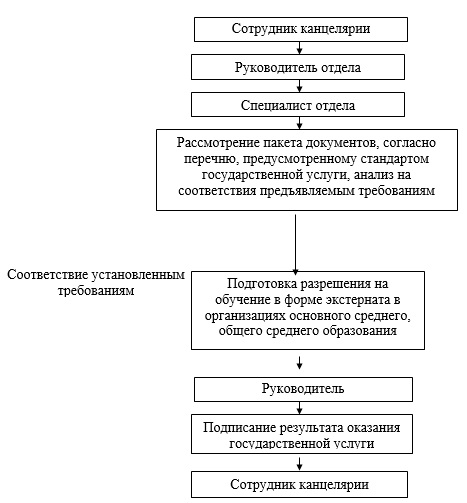 Сотрудник канцелярии
Руководитель отдела
Специалист отдела
Рассмотрение пакета документов, согласно
перечню, предусмотренному стандартом
государственной услуги, анализ на
соответствия предъявляемым требованиям
Соответствие установленным
требованиям
Подготовка разрешения на
обучение в форме экстерната в
организациях основного среднего,
общего среднего образования
Руководитель
Подписание результата оказания
государственной услуги
Сотрудник канцелярии